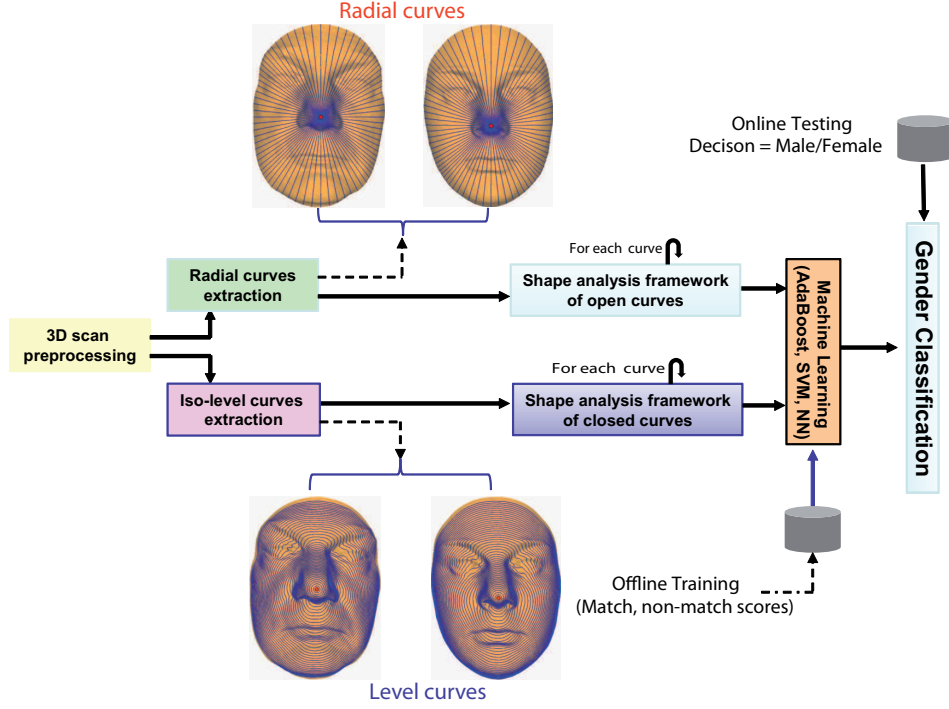 Radial curves
Online Testing
Decison = Male/Female
For each curve
Radial curves
extraction
Shape analysis framework
of open curves
3D scan
preprocessing
For each curve
Iso-level curves
extraction
Shape analysis framework
of closed curves
Machine Learning
(AdaBoost, SVM, NN)
Gender Classification
Offline Training
(Match, non-match scores)
Level curves